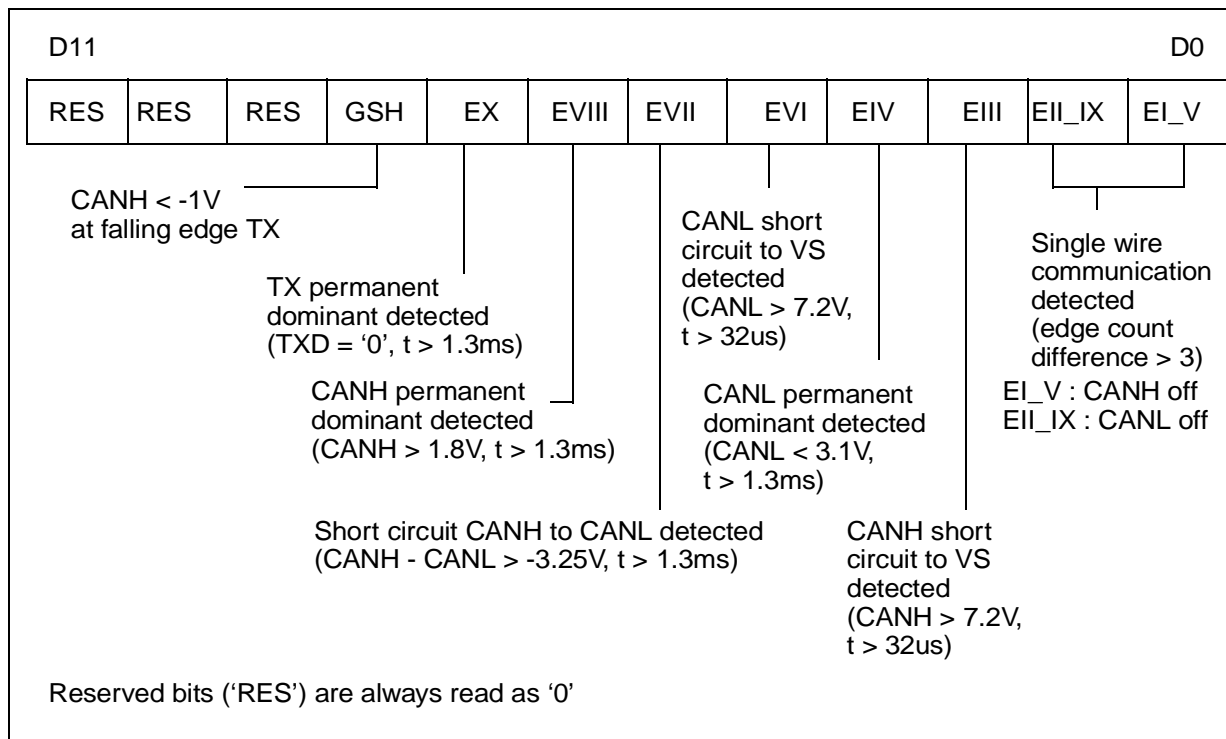 D11 D0
RES RES RES GSH EX EVIII EVII EVI EIV EIII EII_IX EI_V
CANH < -1V
at falling edge TX
TX permanent
dominant detected
(TXD = ‘0’, t > 1.3ms)
CANH permanent
dominant detected
(CANH > 1.8V, t > 1.3ms)
Short circuit CANH to CANL detected
(CANH - CANL > -3.25V, t > 1.3ms)
CANL short
circuit to VS
detected
(CANL > 7.2V,
t > 32us)
CANL permanent
dominant detected
(CANL < 3.1V,
t > 1.3ms)
CANH short
circuit to VS
detected
(CANH > 7.2V,
t > 32us)
Single wire
communication
detected
(edge count
difference > 3)
EI_V : CANH off
EII_IX : CANL off
Reserved bits (‘RES’) are always read as ‘0’